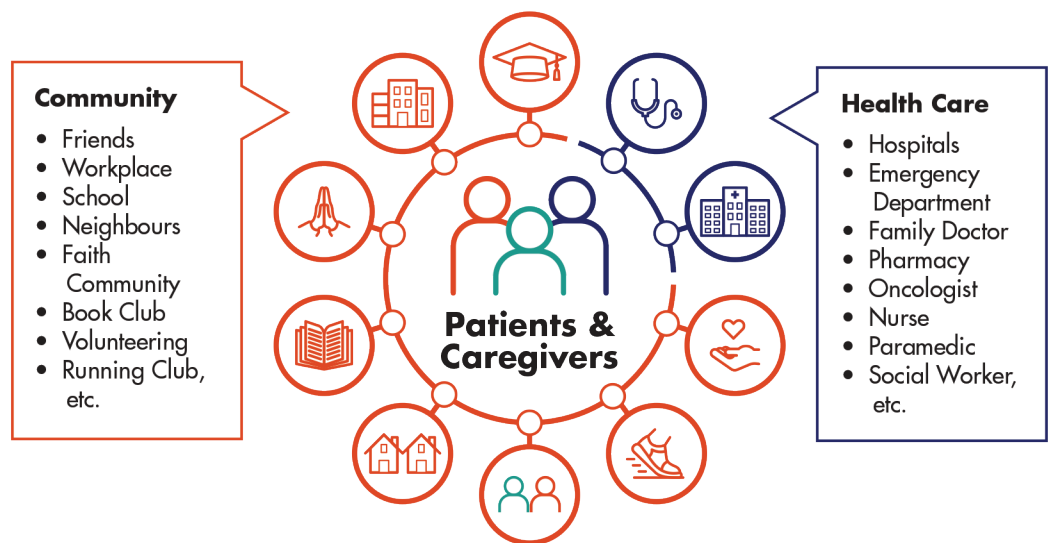 Community
• Friends
• Workplace
• School
• Neighbours
• Faith
Community
• Book Club
• Volunteering
• Running Club,
etc.
Patients &
Caregivers
Health Care
• Hospitals
• Emergency
Department
• Family Doctor
• Pharmacy
• Oncologist
• Nurse
• Paramedic
• Social Worker,
etc.